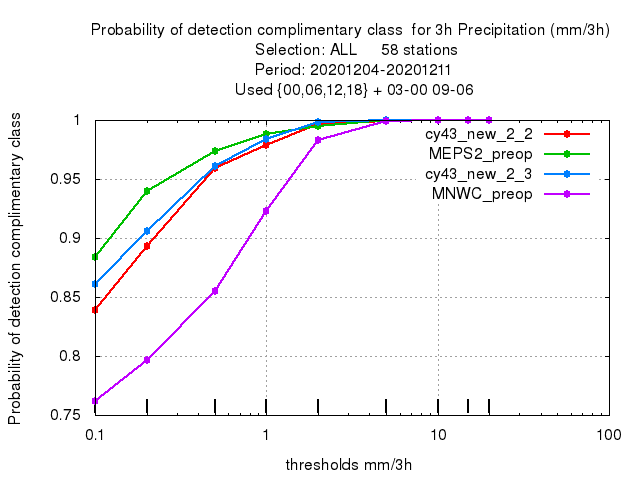 Probability of detection complimentary class for 3h Precipitation (mm/3h)
Selection: ALL 58 stations
Period: 20201204-20201211
Used {00,06,12,18} + 03-00 09-06
Probability of detection complimentary class
1
0.95
0.9
0.85
0.8
0.75
cy43_new_2_2
MEPS2_preop
cy43_new_2_3
MNWC_preop
0.1 1 10 100
thresholds mm/3h